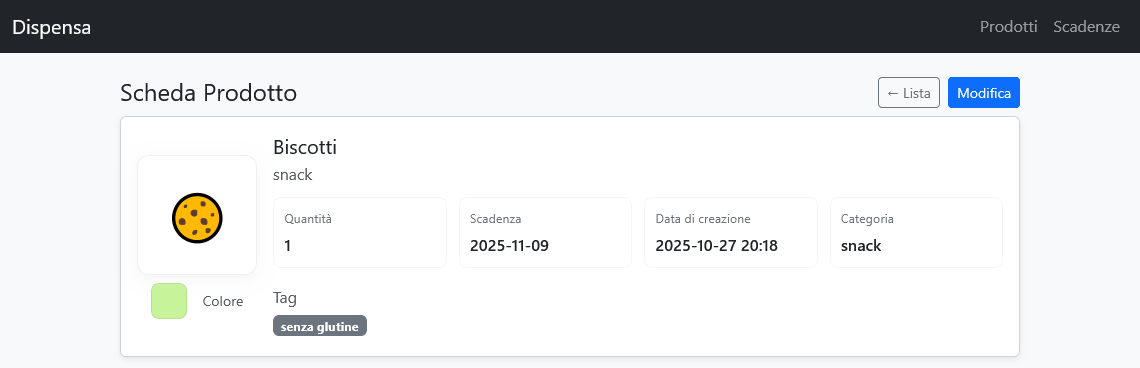 Dispensa Prodotti Scadenze
Scheda Prodotto ← Lista Modifica
Biscotti
snack
Quantità Scadenza Data di creazione Categoria
1 2025-11-09 2025-10-27 20:18 snack
Colore
Tag
senza glutine